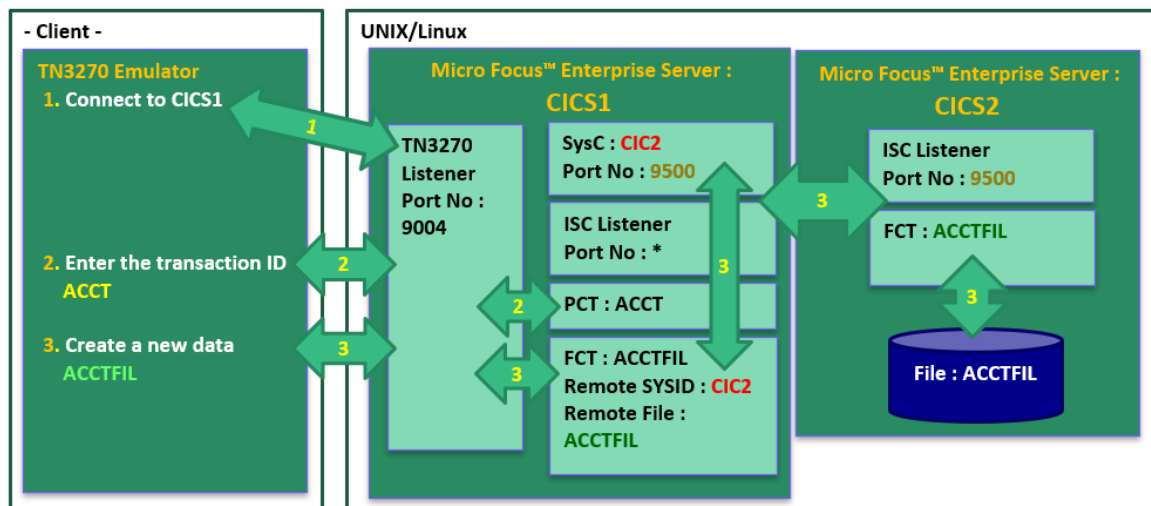 - Client -
TN3270 Emulator
1. Connect to CICS1
2. Enter the transaction ID
ACCT
3. Create a new data
ACCTFIL
1
2
3
UNIX/Linux
Micro Focus™ Enterprise Server :
CICS1
TN3270
Listener
Port No :
9004
2
3
SysC : CIC2
Port No : 9500
ISC Listener
Port No : *
PCT : ACCT
FCT : ACCTFIL
Remote SYSID : CIC2
Remote File :
ACCTFIL
3
3
Micro Focus™ Enterprise Server :
CICS2
ISC Listener
Port No : 9500
FCT : ACCTFIL
3
File : ACCTFIL